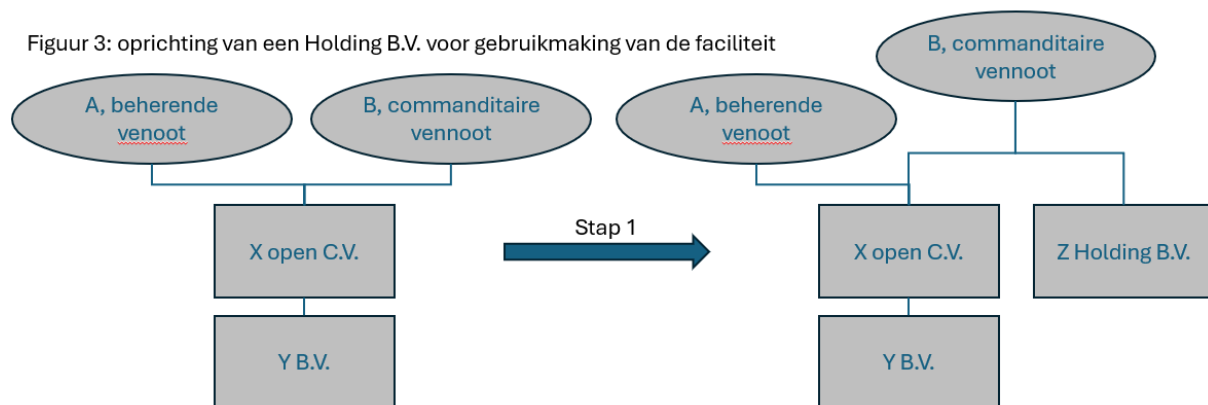 Figuur 3: oprichting van een Holding B.V. voor gebruikmaking van de faciliteit
A, beherende
venoot
B, commanditaire
vennoot
X open C.V.
Y B.V.
Stap 1
B, commanditaire
vennoot
A, beherende
venoot
X open C.V.
Z Holding B.V.
Y B.V.